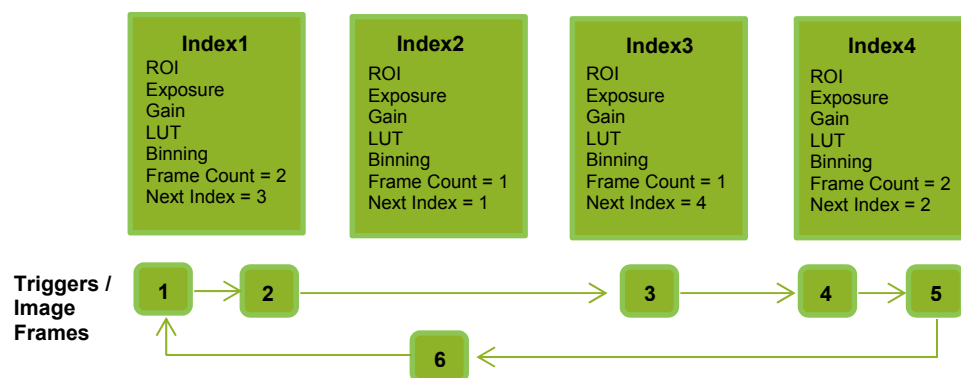 Index1
ROI
Exposure
Gain
LUT
Binning
Frame Count = 2
Next Index = 3
Index2
ROI
Exposure
Gain
LUT
Binning
Frame Count = 1
Next Index = 1
Index3
ROI
Exposure
Gain
LUT
Binning
Frame Count = 1
Next Index = 4
Index4
ROI
Exposure
Gain
LUT
Binning
Frame Count = 2
Next Index = 2
Triggers /
Image
Frames
1
2
3
4
5
6